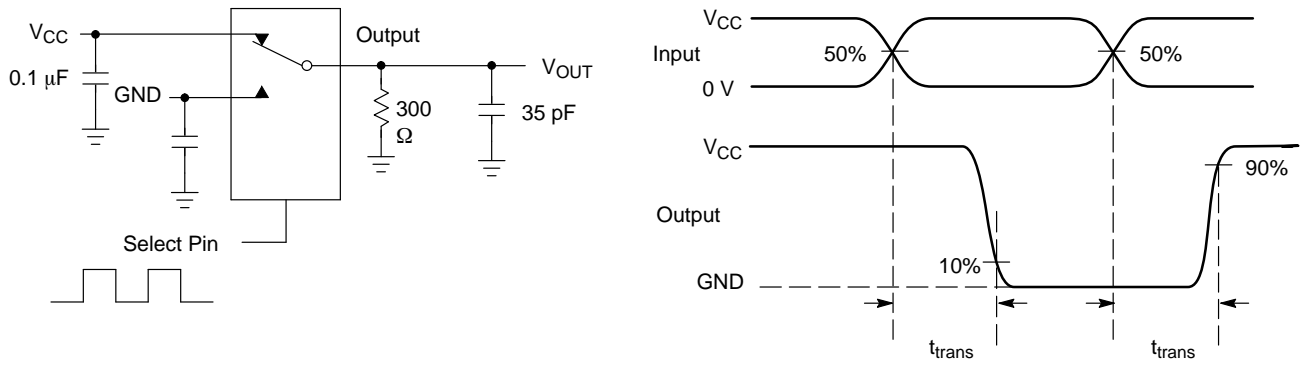 VCC
0.1 μF
GND
Output
VOUT
300
Ω
35 pF
Select Pin
VCC
Input
50%
50%
0 V
VCC
90%
Output
10%
GND
ttrans
ttrans